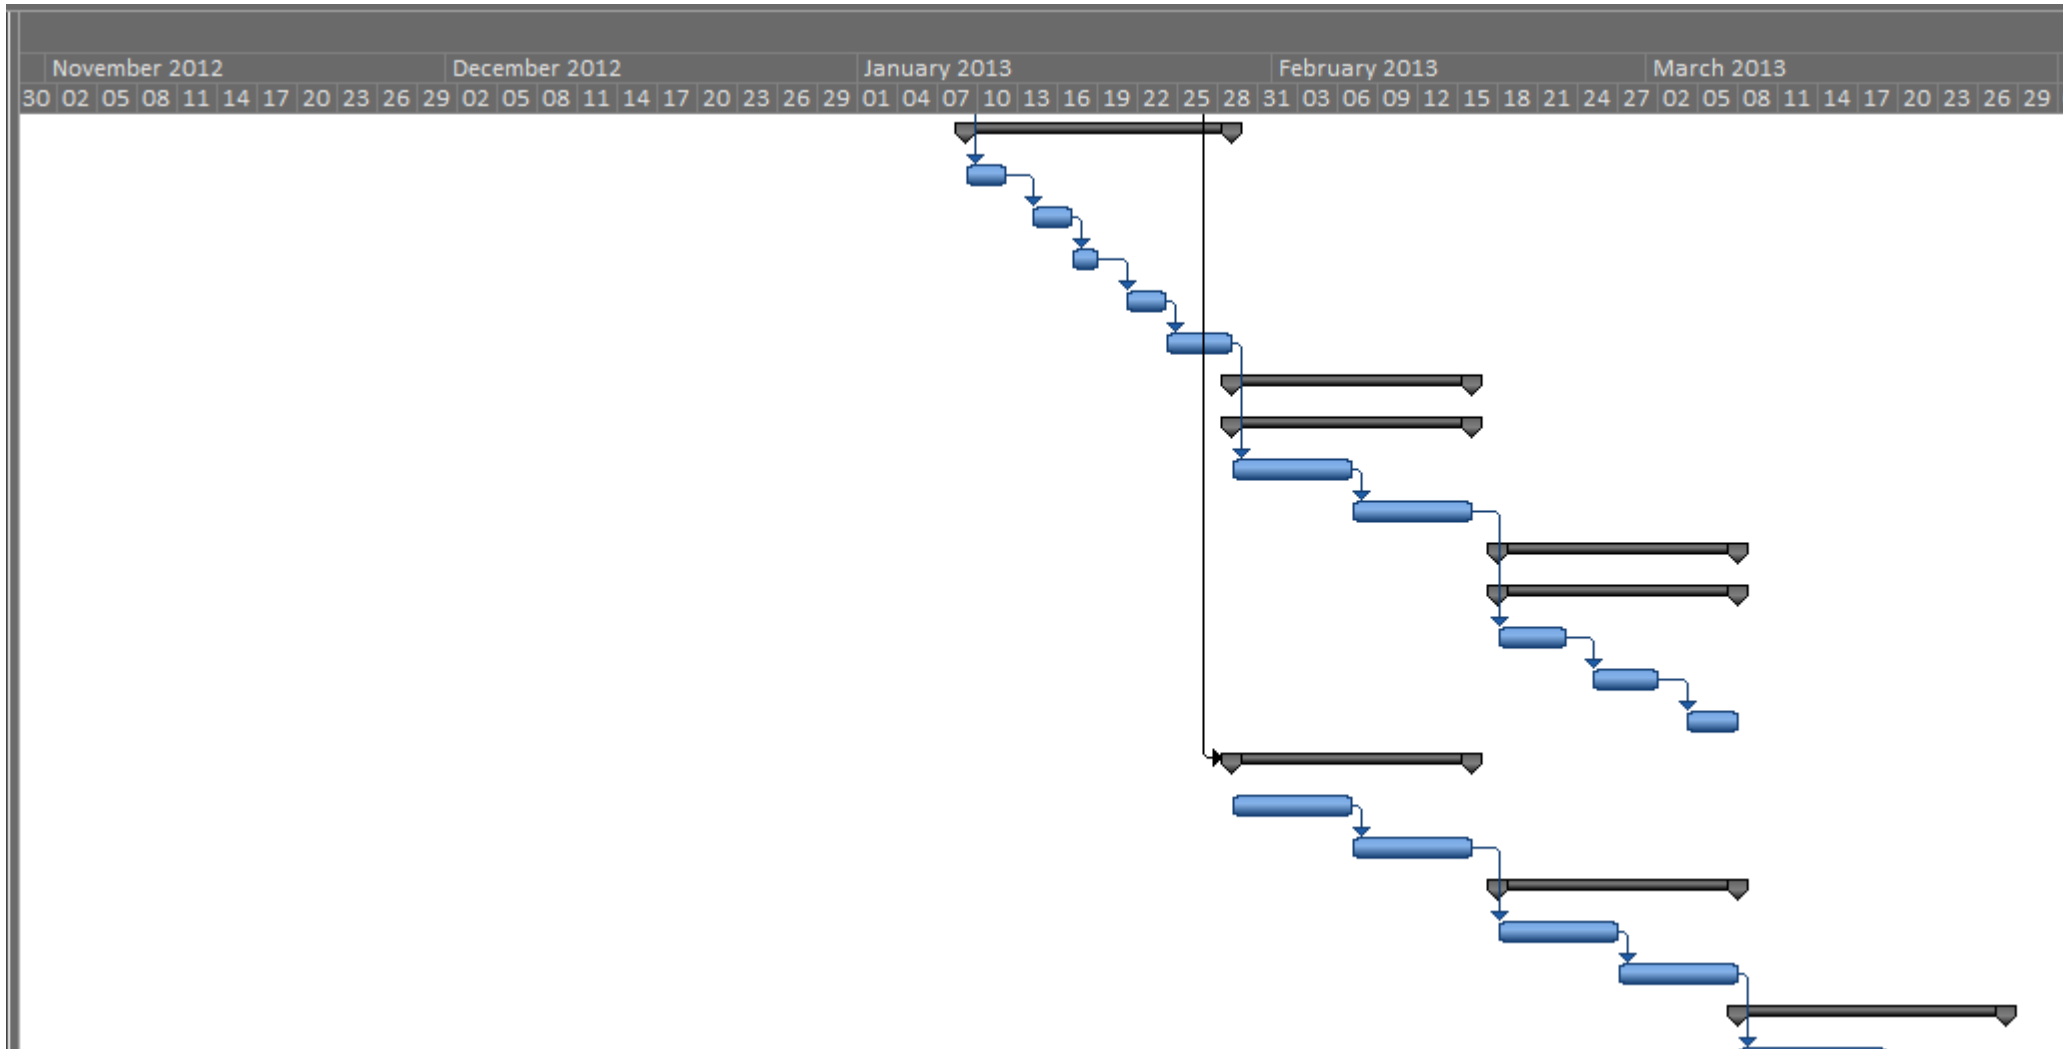 November 2012 December 2012 January 2013 February 2013 March 2013
30 02 05 08 11 14 17 20 23 26 29 02 05 08 11 14 17 20 23 26 29 01 04 07 10 13 16 19 22 25 28 31 03 06 09 12 15 18 21 24 27 02 05 08 11 14 17 20 23 26 29